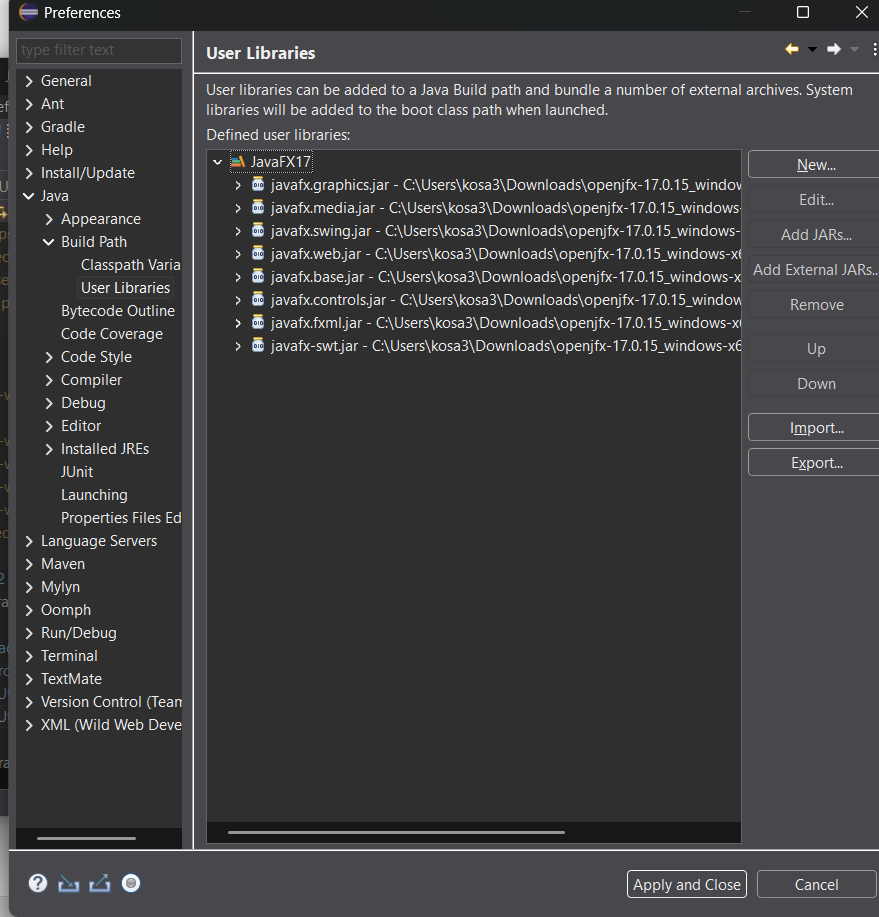 Preferences
type filter text
General
Ant
Gradle
Help
Install/Update
Java
Appearance
Build Path
Classpath Varia
User Libraries
Bytecode Outline
Code Coverage
Code Style
Compiler
Debug
Editor
Installed JREs
JUnit
Launching
Properties Files Ed
Language Servers
Maven
Mylyn
Oomph
Run/Debug
Terminal
TextMate
Version Control (Team
XML (Wild Web Deve
User Libraries
User libraries can be added to a Java Build path and bundle a number of external archives. System
libraries will be added to the boot class path when launched.
Defined user libraries:
JavaFX17
javafx.graphics.jar - C:\Users\kosa3\Downloads\openjfx-17.0.15_window
javafx.media.jar - C:\Users\kosa3\Downloads\openjfx-17.0.15_windows-
javafx.swing.jar - C:\Users\kosa3\Downloads\openjfx-17.0.15_windows-
javafx.web.jar - C:\Users\kosa3\Downloads\openjfx-17.0.15_windows-x6
javafx.base.jar - C:\Users\kosa3\Downloads\openjfx-17.0.15_windows-x
javafx.controls.jar - C:\Users\kosa3\Downloads\openjfx-17.0.15_window
javafx.fxml.jar - C:\Users\kosa3\Downloads\openjfx-17.0.15_windows-x6
javafx-swt.jar - C:\Users\kosa3\Downloads\openjfx-17.0.15_windows-x6
New...
Edit...
Add JARs...
Add External JARs..
Remove
Up
Down
Import...
Export...
Apply and Close
Cancel